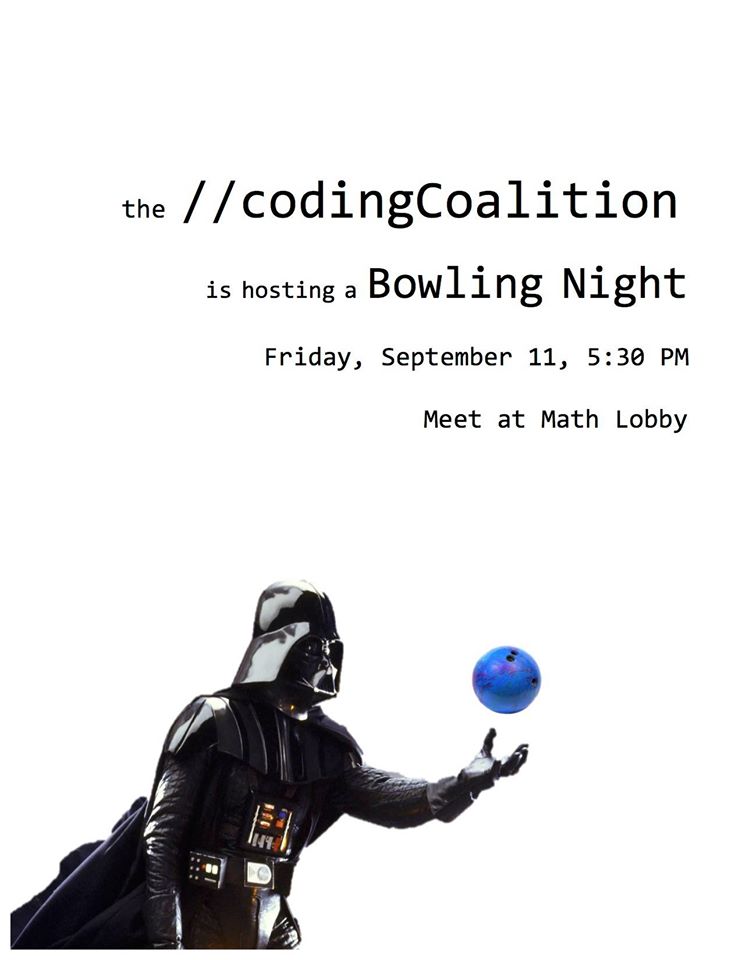 the //codingCoalition
is hosting a Bowling Night
Friday, September 11, 5:30 PM
Meet at Math Lobby